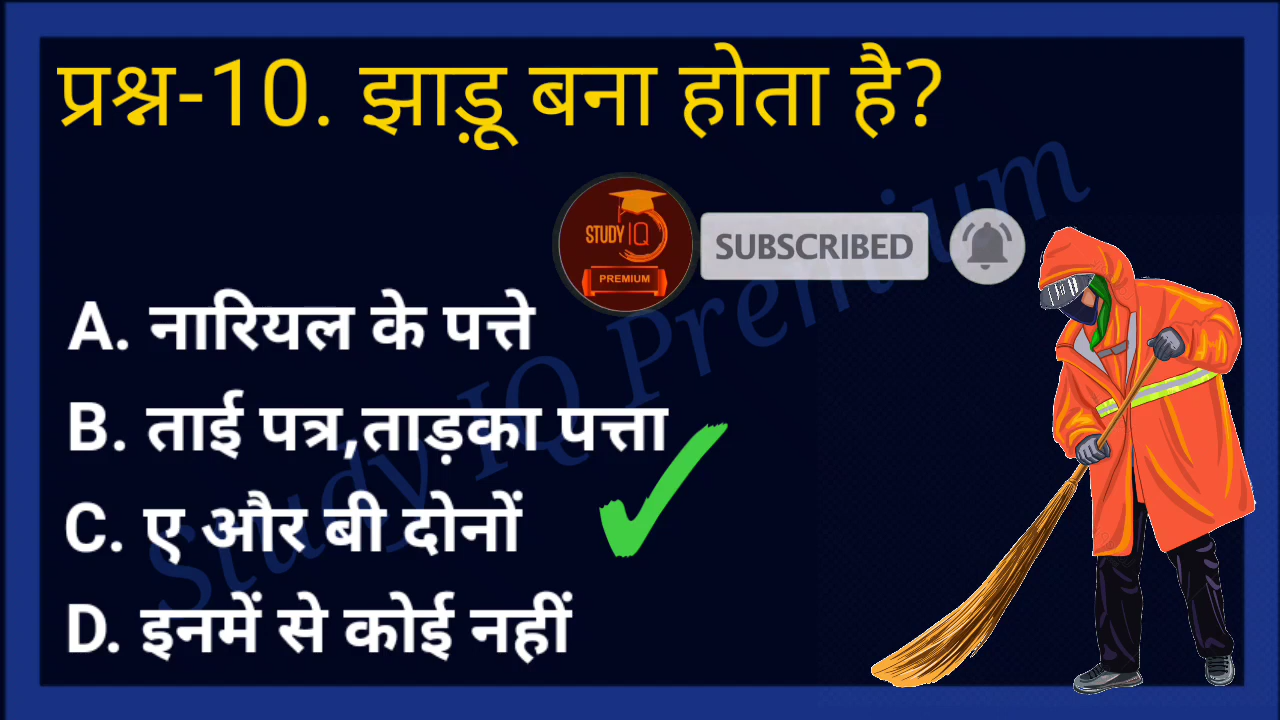 प्रश्न-10. झाड़ू बना होता है?
STUDY IQ
PREMIUM
SUBSCRIBED
A. नारियल के पत्ते
B. ताई पत्र,ताड़का पत्ता
C. ए और बी दोनों
D. इनमें से कोई नहीं
Study IQ Premium